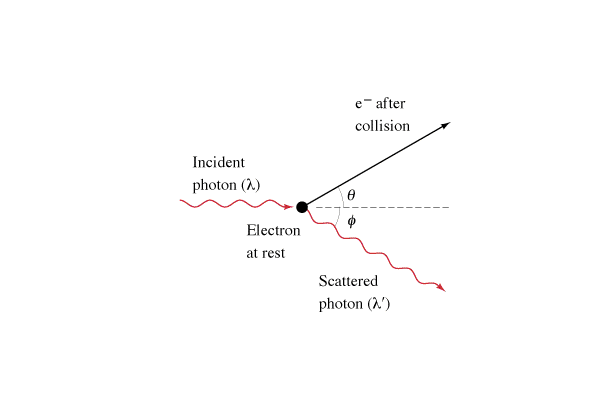 e⁻ after
collision
Incident
photon (λ)
θ
ϕ
Electron
at rest
Scattered
photon (λ′)